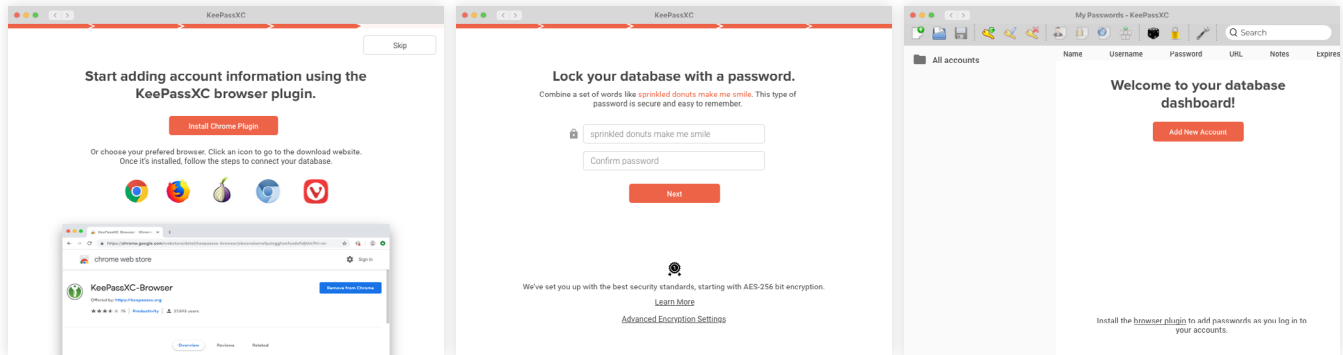 KeePassXC
Skip
Start adding account information using the
KeePassXC browser plugin.
Install Chrome Plugin
Or choose your prefered browser. Click an icon to go to the download website.
Once it's installed, follow the steps to connect your database.
chrome web store
Sign in
KeePassXC-Browser
Remove from Chrome
Offered by: https://keepassxc.org
Productivity
Overview
Reviews
Related
KeePassXC
Lock your database with a password.
Combine a set of words like sprinkled donuts make me smile. This type of
password is secure and easy to remember.
sprinkled donuts make me smile
Confirm password
Next
We've set you up with the best security standards, starting with AES-256 bit encryption.
Learn More
Advanced Encryption Settings
My Passwords - KeePassXC
Search
All accounts
Name Username Password URL Notes Expires
Welcome to your database
dashboard!
Add New Account
Install the browser plugin to add passwords as you log in to
your accounts.